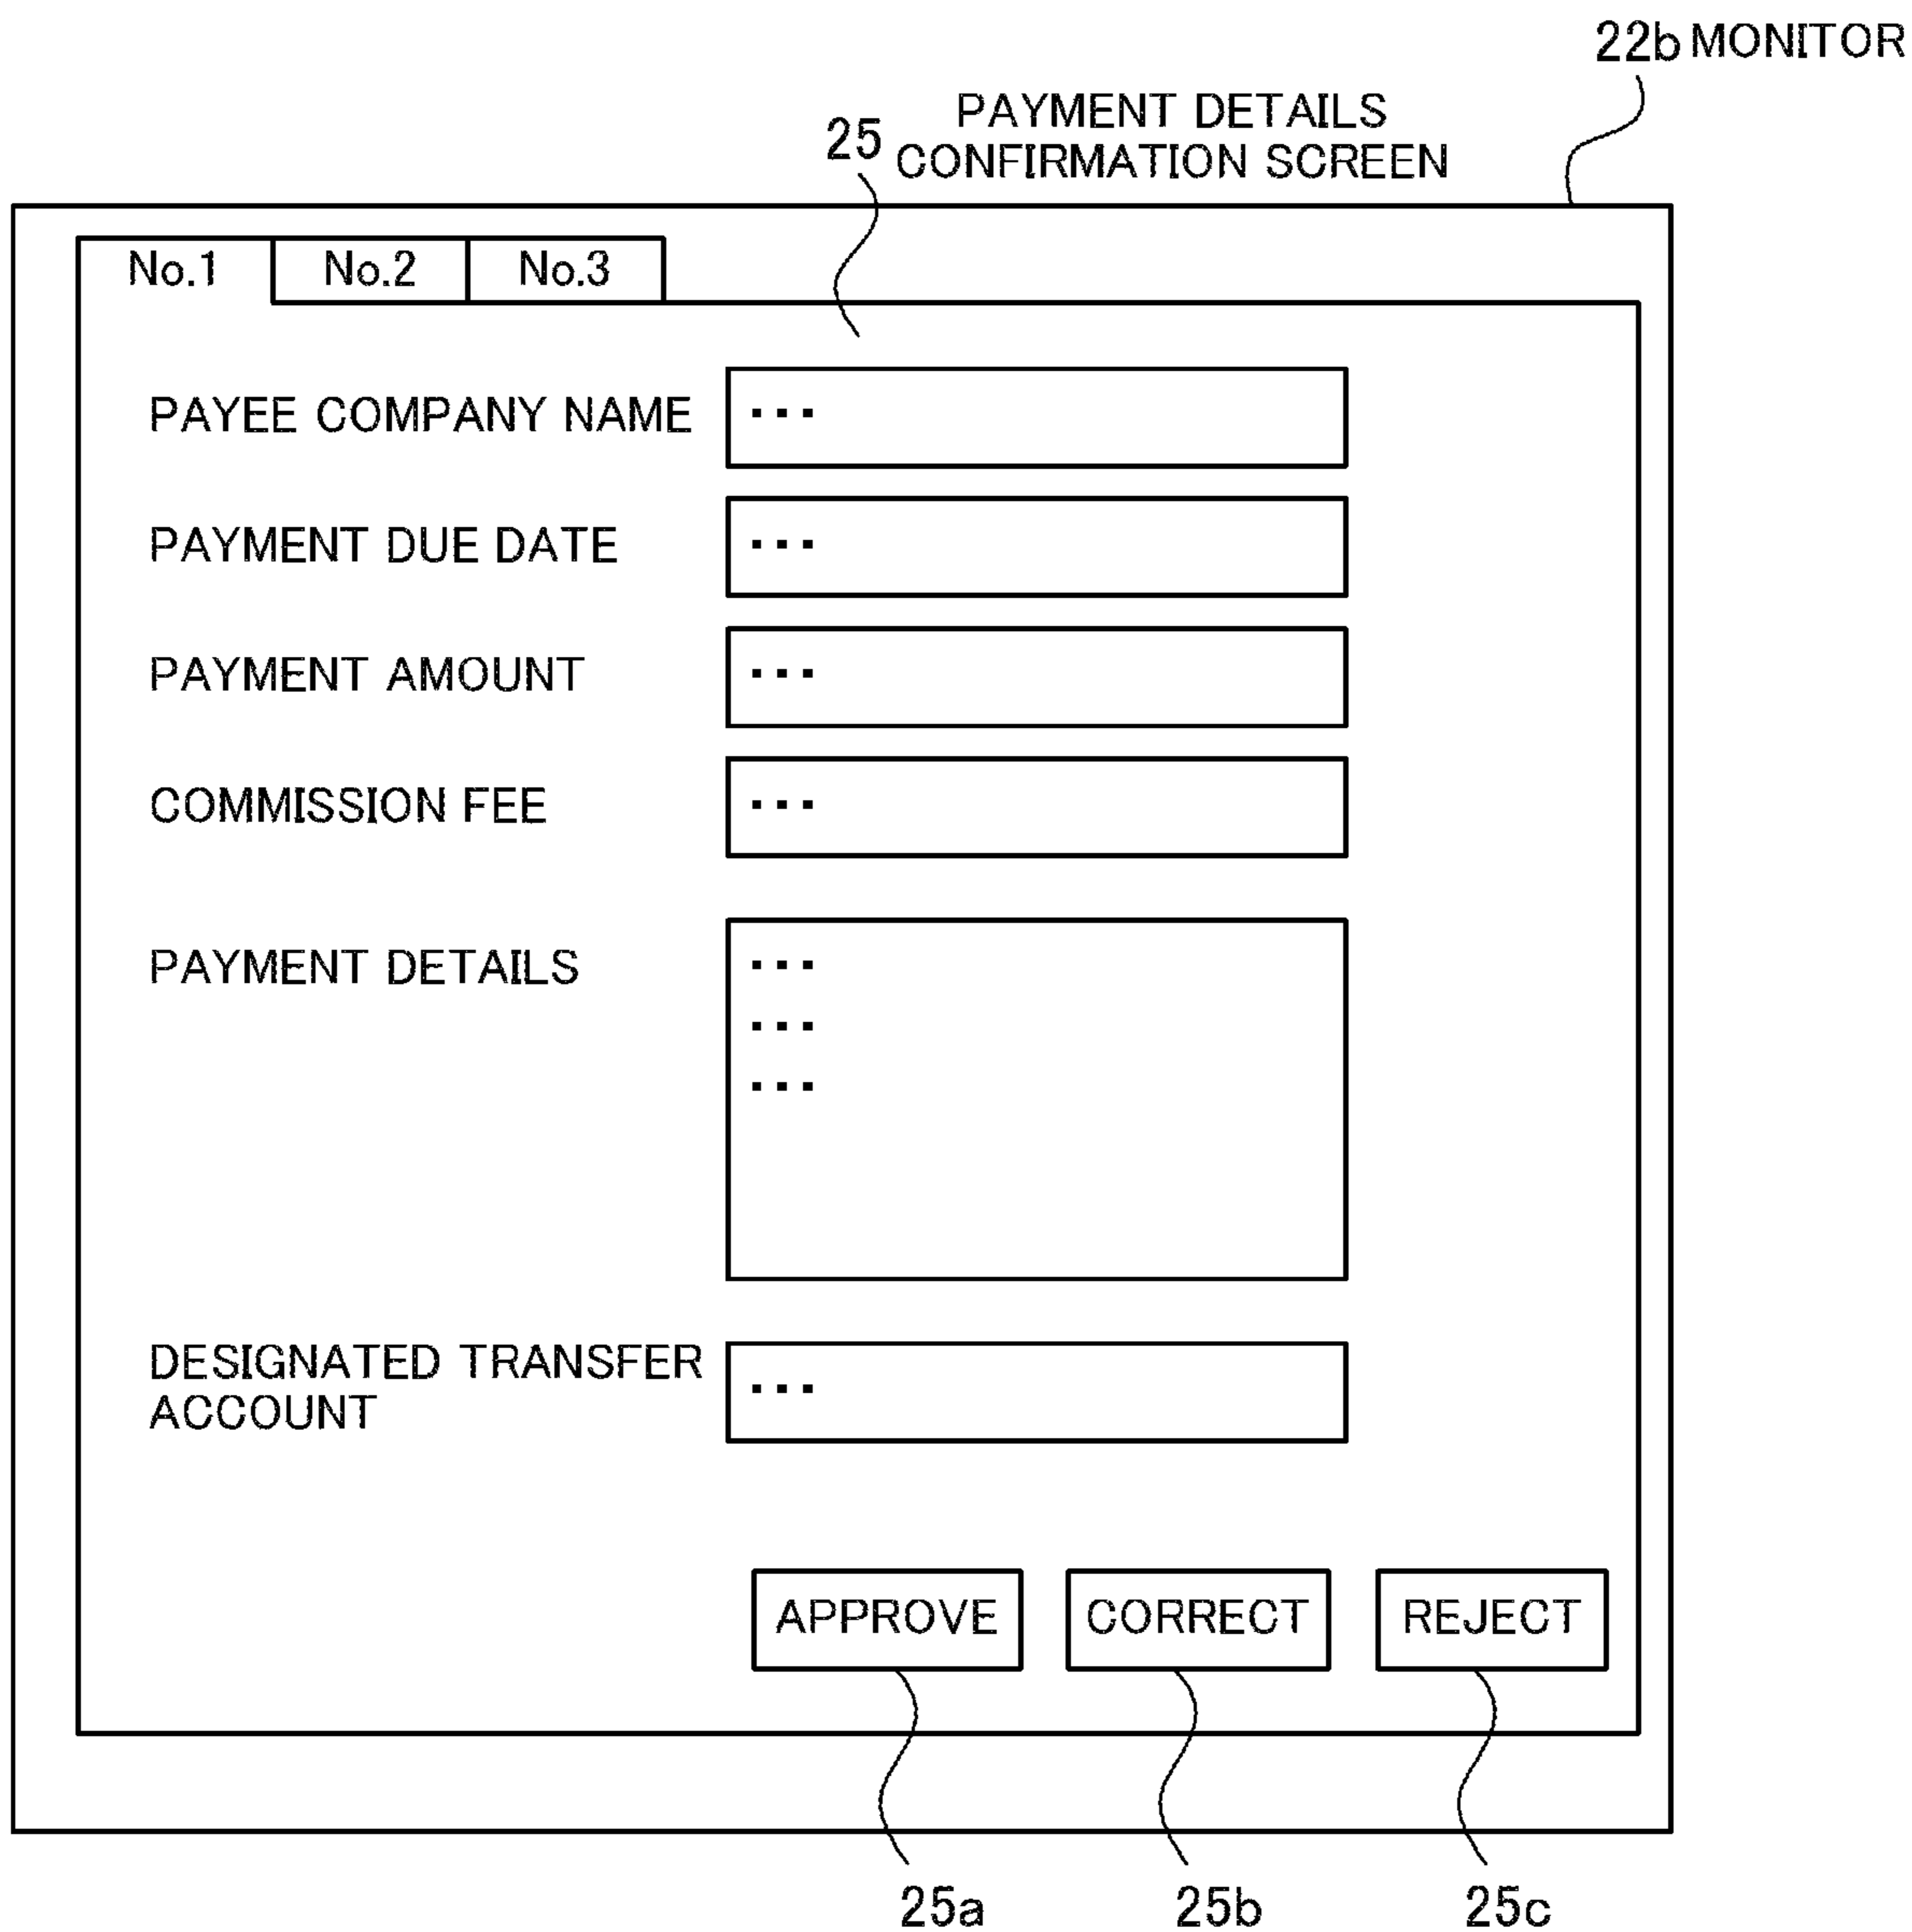 22b MONITOR
25 PAYMENT DETAILS
CONFIRMATION SCREEN
No.1 No.2 No.3
PAYEE COMPANY NAME ...
PAYMENT DUE DATE ...
PAYMENT AMOUNT ...
COMMISSION FEE ...
PAYMENT DETAILS ...
...
...
DESIGNATED TRANSFER
ACCOUNT ...
APPROVE CORRECT REJECT
25a 25b 25c